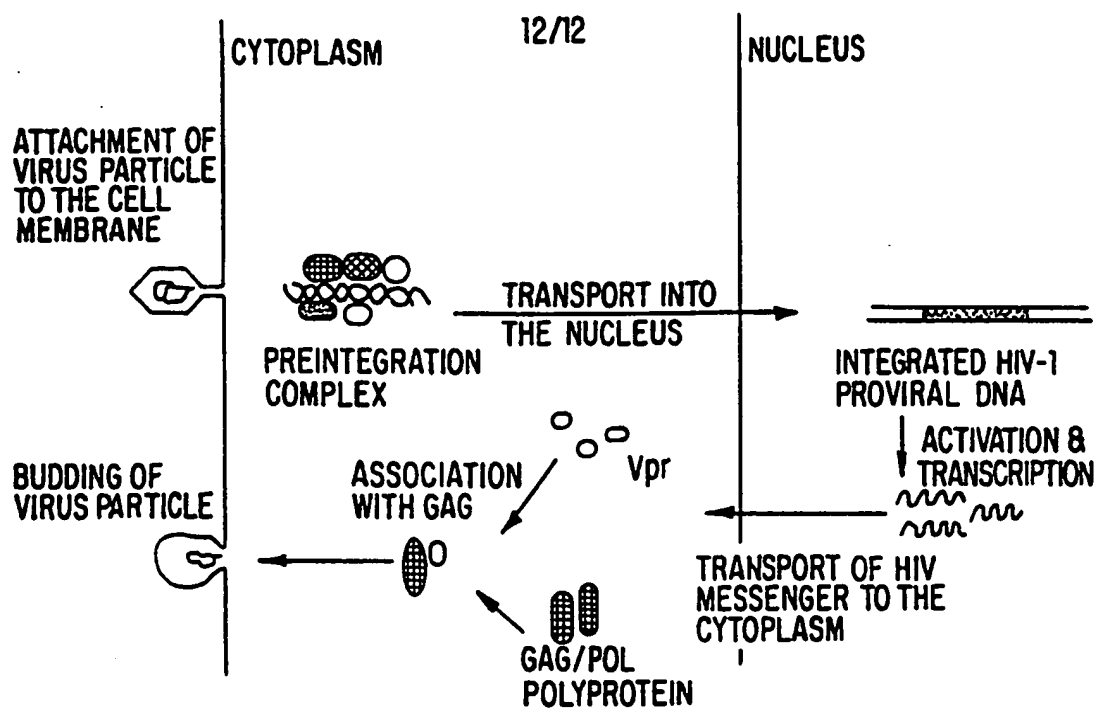 12/12
CYTOPLASM
NUCLEUS
ATTACHMENT OF
VIRUS PARTICLE
TO THE CELL
MEMBRANE
TRANSPORT INTO
THE NUCLEUS
PREINTEGRATION
COMPLEX
INTEGRATED HIV-1
PROVIRAL DNA
ACTIVATION &
TRANSCRIPTION
Vpr
ASSOCIATION
WITH GAG
BUDDING OF
VIRUS PARTICLE
TRANSPORT OF HIV
MESSENGER TO THE
CYTOPLASM
GAG/POL
POLYPROTEIN